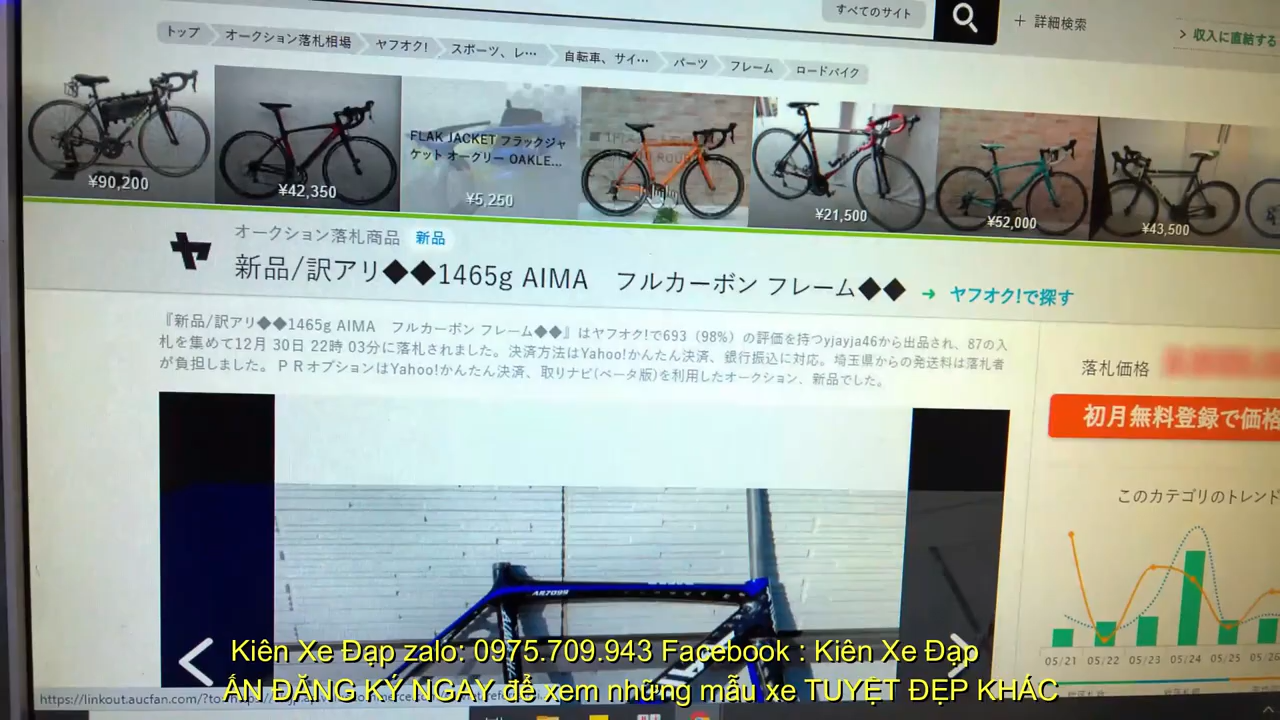 すべてのサイト
＋ 詳細検索
> 収入に直結する
トップ
オークション落札相場
ヤフオク!
スポーツ、レ…
自転車、サイ…
パーツ
フレーム
ロードバイク
¥90,200
¥42,350
FLAK JACKET フラックジャ
ケット オークリー OAKLE...
¥5,250
¥21,500
¥52,000
¥43,500
オークション落札商品 新品
新品/訳アリ◆◆1465g AIMA　フルカーボン フレーム◆◆
→ ヤフオク!で探す
『新品/訳アリ◆◆1465g AIMA　フルカーボン フレーム◆◆』はヤフオク!で693（98%）の評価を持つyjayja46から出品され、87の入
札を集めて12月 30日 22時 03分に落札されました。決済方法はYahoo!かんたん決済、銀行振込に対応。埼玉県からの発送料は落札者
が負担しました。ＰＲオプションはYahoo!かんたん決済、取りナビ(ベータ版)を利用したオークション、新品でした。
落札価格
初月無料登録で価格
このカテゴリのトレンド
05/21 05/22 05/23 05/24 05/25 05/26
AR7099
Kiên Xe Đạp zalo: 0975.709.943 Facebook : Kiên Xe Đạp
ẤN ĐĂNG KÝ NGAY để xem những mẫu xe TUYỆT ĐẸP KHÁC
https://linkout.aucfan.com/?to